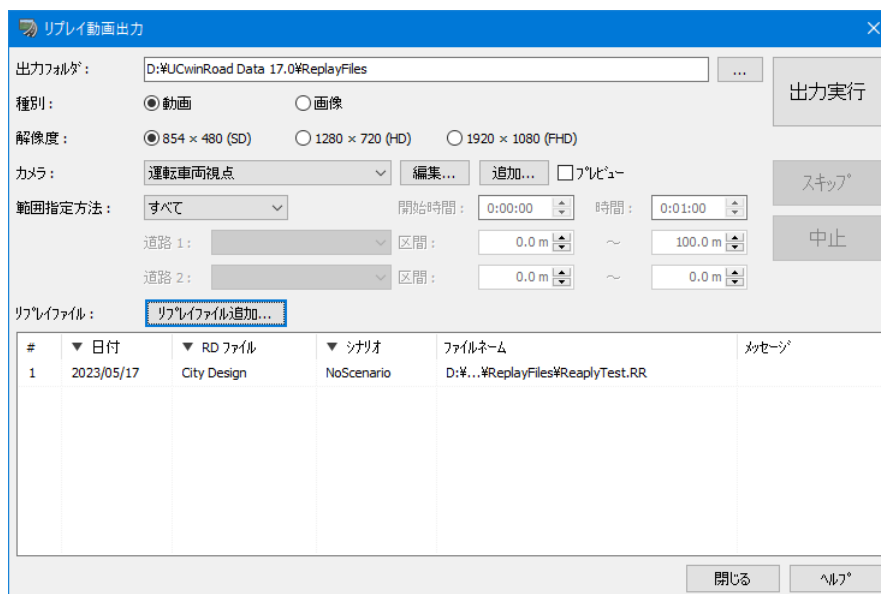 リプレイ動画出力
出力フォルダ： D:¥UCwinRoad Data 17.0¥ReplayFiles ... 出力実行
種別： 動画 画像
解像度： 854 × 480 (SD) 1280 × 720 (HD) 1920 × 1080 (FHD)
カメラ： 運転車両視点 編集... 追加... プレビュー スキップ
範囲指定方法： すべて 開始時間： 0:00:00 時間： 0:01:00
道路 1： 区間： 0.0 m ～ 100.0 m 中止
道路 2： 区間： 0.0 m ～ 0.0 m
リプレイファイル： リプレイファイル追加...
# ▼ 日付 ▼ RD ファイル ▼ シナリオ ファイルネーム メッセージ
1 2023/05/17 City Design NoScenario D:¥...¥ReplayFiles¥ReaplyTest.RR
閉じる ヘルプ